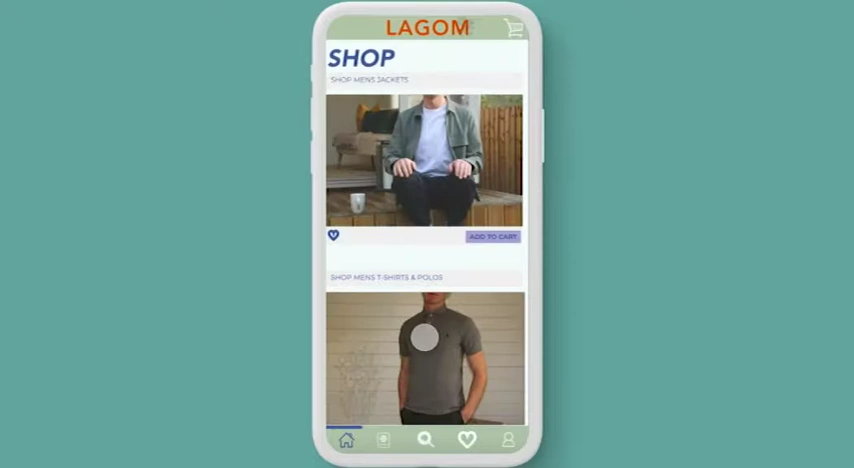 LAGOM
SHOP
SHOP MENS JACKETS
ADD TO CART
SHOP MENS T-SHIRTS & POLOS